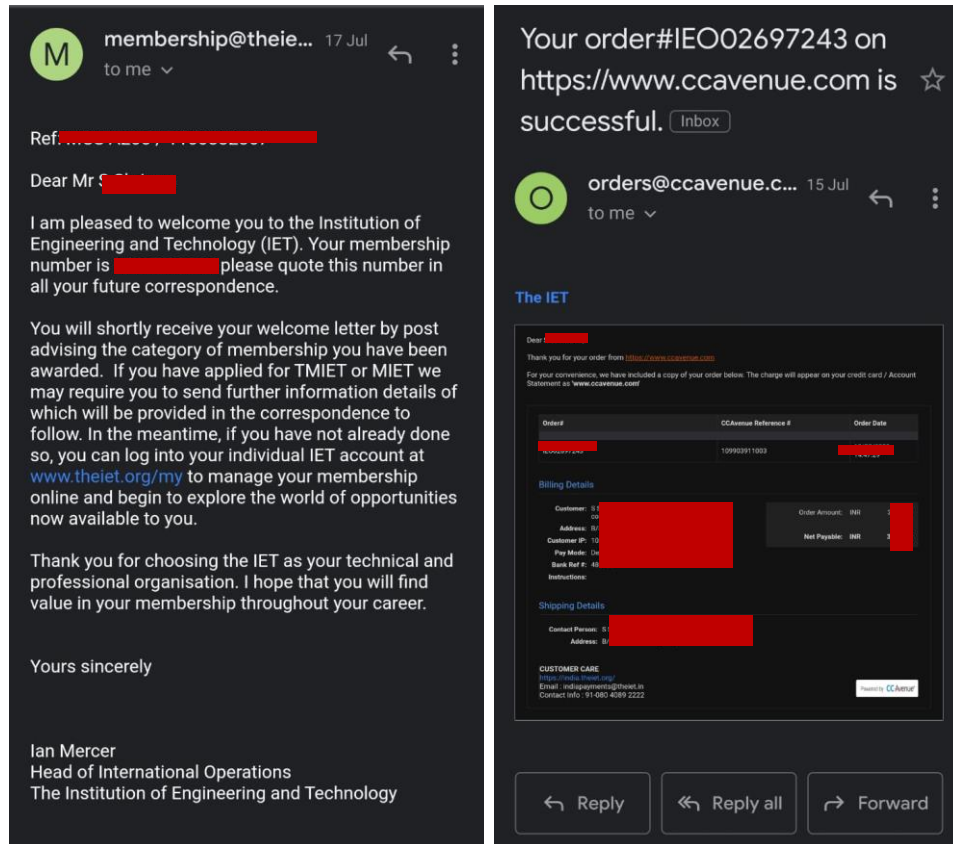 M
membership@theie... 17 Jul
to me
Ref:
Dear Mr S
I am pleased to welcome you to the Institution of
Engineering and Technology (IET). Your membership
number is please quote this number in
all your future correspondence.
You will shortly receive your welcome letter by post
advising the category of membership you have been
awarded. If you have applied for TMIET or MIET we
may require you to send further information details of
which will be provided in the correspondence to
follow. In the meantime, if you have not already done
so, you can log into your individual IET account at
www.theiet.org/my to manage your membership
online and begin to explore the world of opportunities
now available to you.
Thank you for choosing the IET as your technical and
professional organisation. I hope that you will find
value in your membership throughout your career.
Yours sincerely
Ian Mercer
Head of International Operations
The Institution of Engineering and Technology
Your order#IEO02697243 on
https://www.ccavenue.com is
successful. Inbox
O
orders@ccavenue.c... 15 Jul
to me
The IET
Dear
Thank you for your order from https://www.ccavenue.com
For your convenience, we have included a copy of your order below. The charge will appear on your credit card / Account
Statement as 'www.ccavenue.com'
Order# CCAvenue Reference # Order Date
109903911003
Billing Details
Customer: S
Order Amount: INR
Address: B/
Customer IP: 10
Net Payable: INR 3
Pay Mode: De
Bank Ref #: 48
Instructions:
Shipping Details
Contact Person: S
Address: B/
CUSTOMER CARE
https://india.theiet.org/
Email : indiapayments@theiet.in
Contact Info : 91-080 4089 2222
Powered by CCAvenue
Reply Reply all Forward